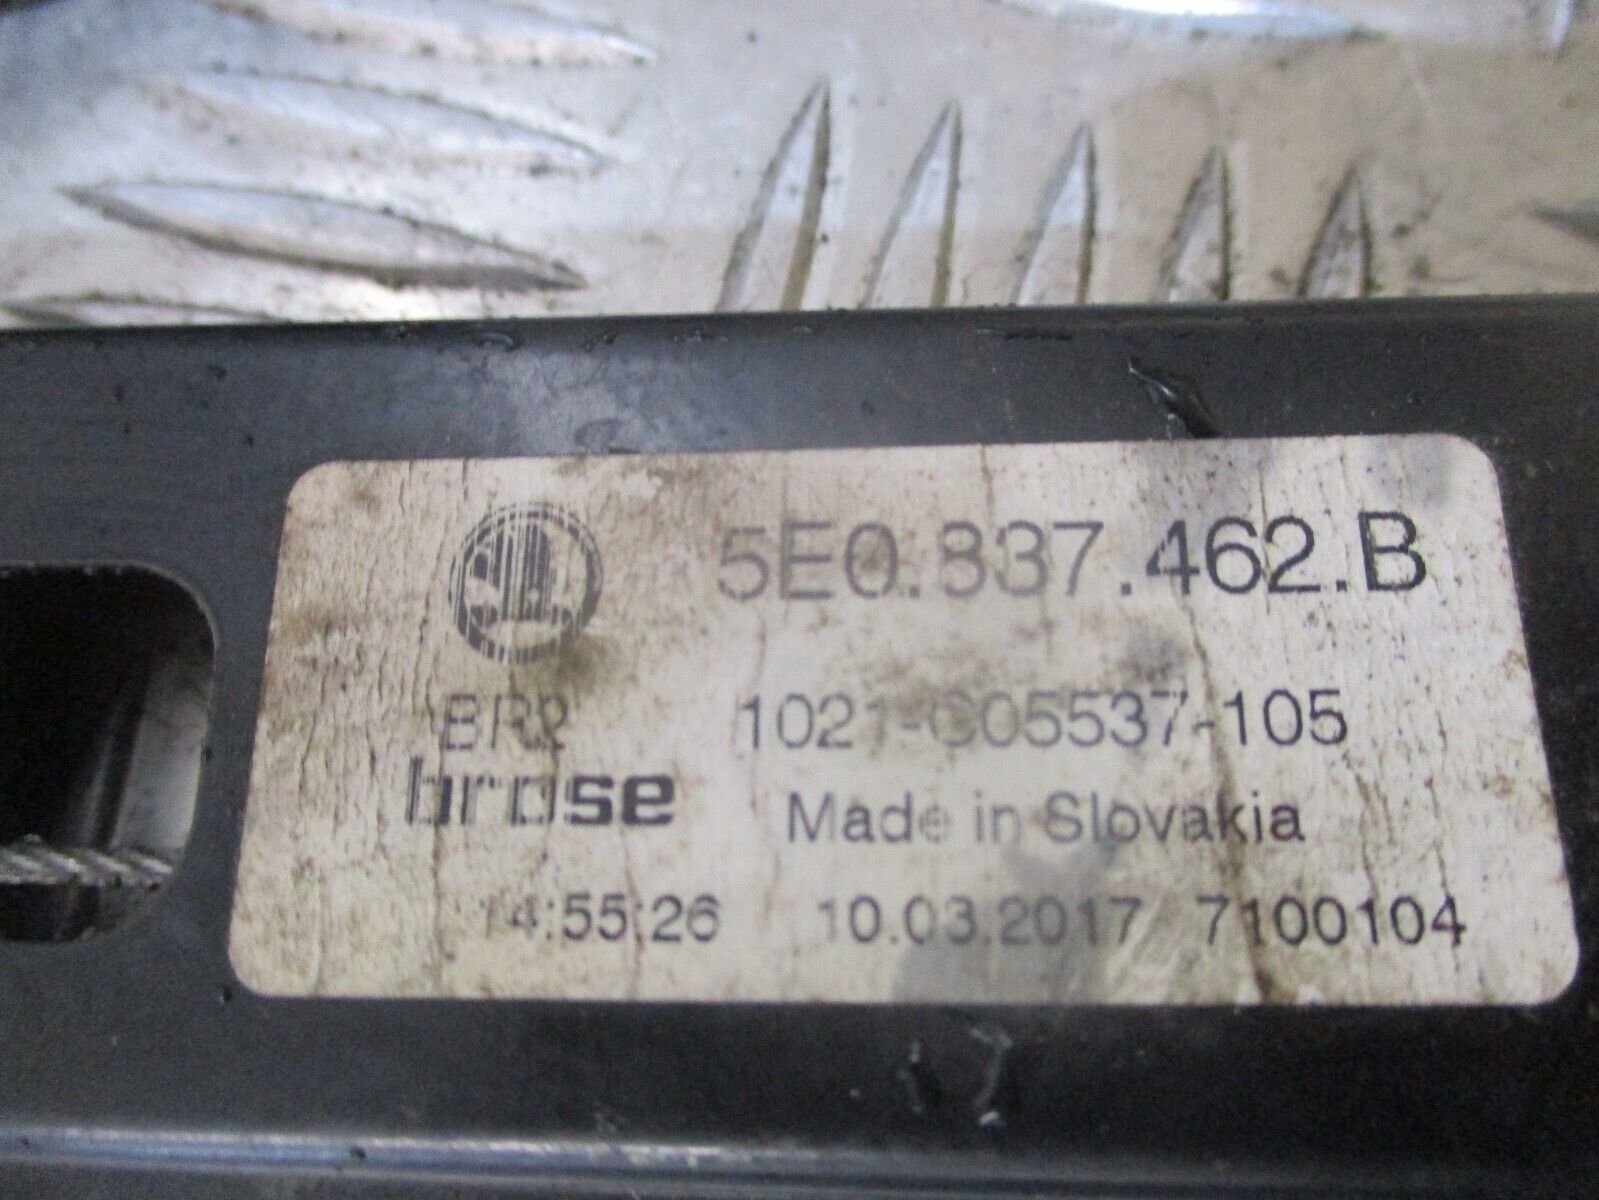 5E0.837.462.B
BR2 1021-C05537-105
brose Made in Slovakia
14:55:26 10.03.2017 7100104